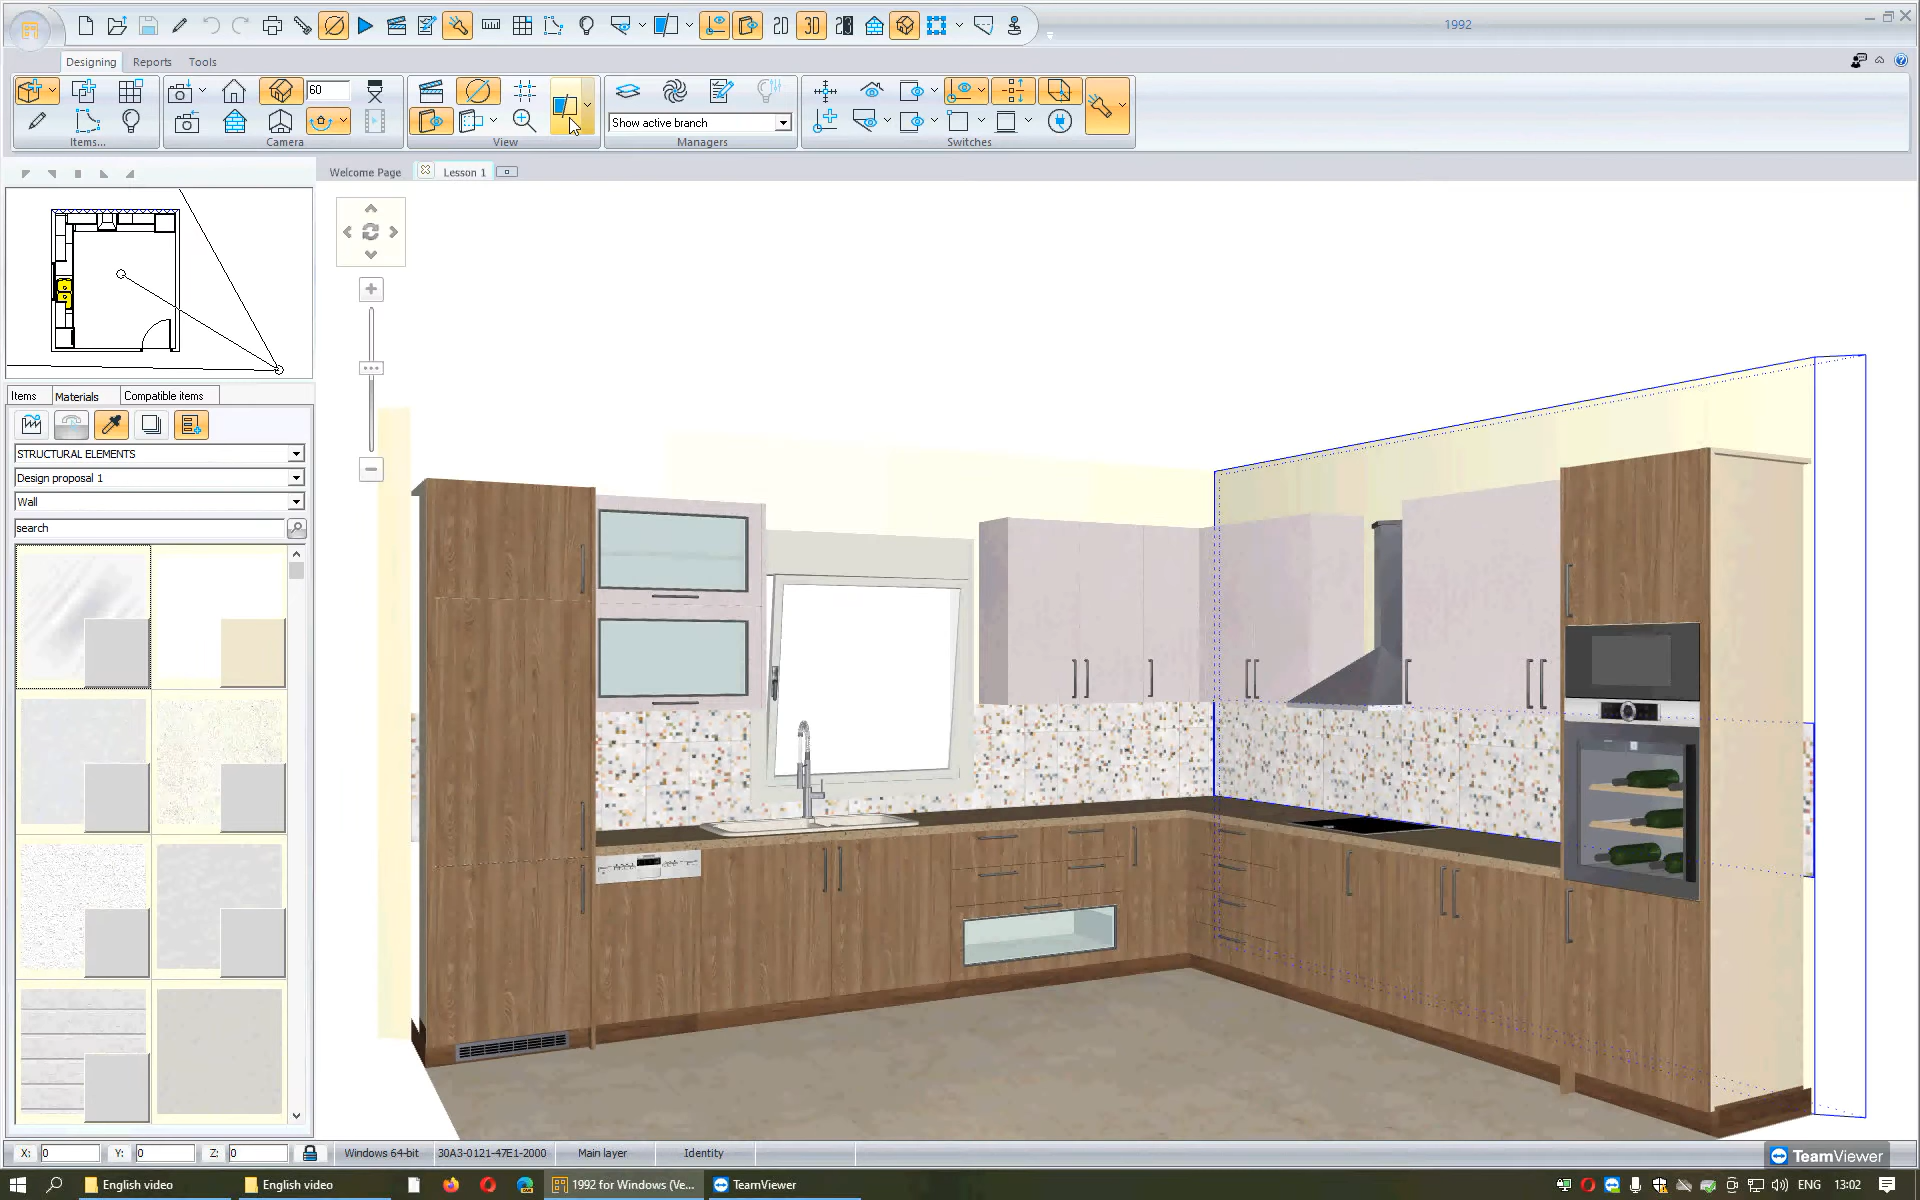 1992
Designing
Reports
Tools
2D
3D
60
Items...
Camera
View
Show active branch
Managers
Switches
Welcome Page
Lesson 1
Items
Materials
Compatible items
STRUCTURAL ELEMENTS
Design proposal 1
Wall
search
X: 0
Y: 0
Z: 0
Windows 64-bit
30A3-0121-47E1-2000
Main layer
Identity
TeamViewer
English video
English video
1992 for Windows (Ve...
TeamViewer
ENG
13:02